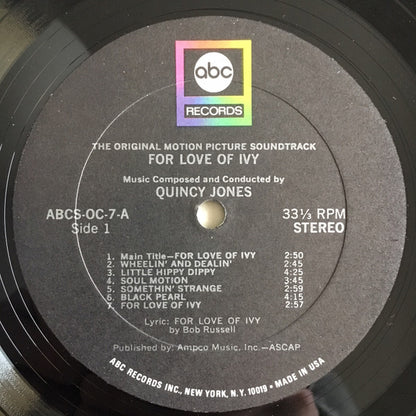 abc
RECORDS
THE ORIGINAL MOTION PICTURE SOUNDTRACK
FOR LOVE OF IVY
Music Composed and Conducted by
QUINCY JONES
ABCS-OC-7-A 33⅓ RPM
Side 1 STEREO
1. Main Title—FOR LOVE OF IVY 2:50
2. WHEELIN' AND DEALIN' 2:45
3. LITTLE HIPPY DIPPY 4:25
4. SOUL MOTION 3:45
5. SOMETHIN' STRANGE 2:59
6. BLACK PEARL 4:15
7. FOR LOVE OF IVY 2:57
Lyric: FOR LOVE OF IVY
by Bob Russell
Published by: Ampco Music, Inc.—ASCAP
ABC RECORDS INC., NEW YORK, N.Y. 10019 • MADE IN USA